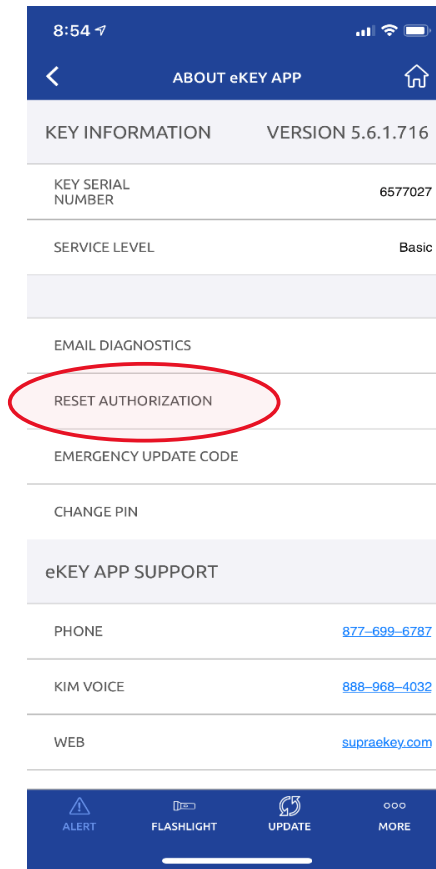 8:54
ABOUT eKEY APP
KEY INFORMATION VERSION 5.6.1.716
KEY SERIAL
NUMBER 6577027
SERVICE LEVEL Basic
EMAIL DIAGNOSTICS
RESET AUTHORIZATION
EMERGENCY UPDATE CODE
CHANGE PIN
eKEY APP SUPPORT
PHONE 877–699–6787
KIM VOICE 888–968–4032
WEB supraekey.com
ALERT FLASHLIGHT UPDATE MORE